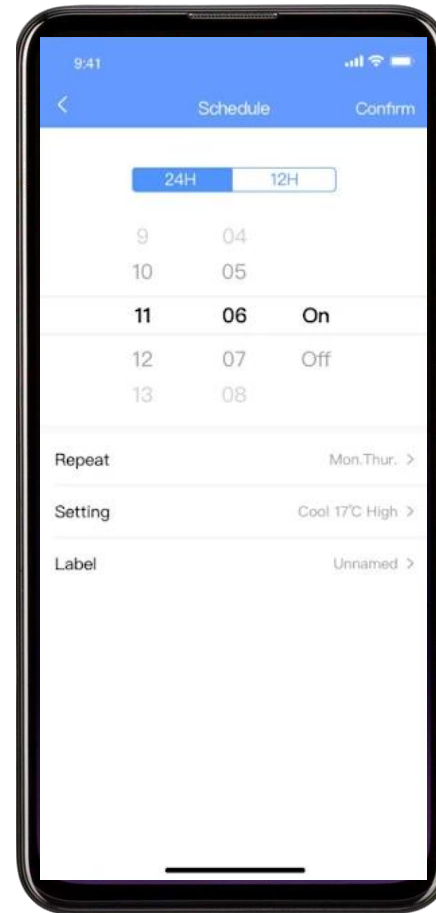 9:41
< Schedule Confirm
24H 12H
9 04
10 05
11 06 On
12 07 Off
13 08
Repeat Mon.Thur. >
Setting Cool 17°C High >
Label Unnamed >